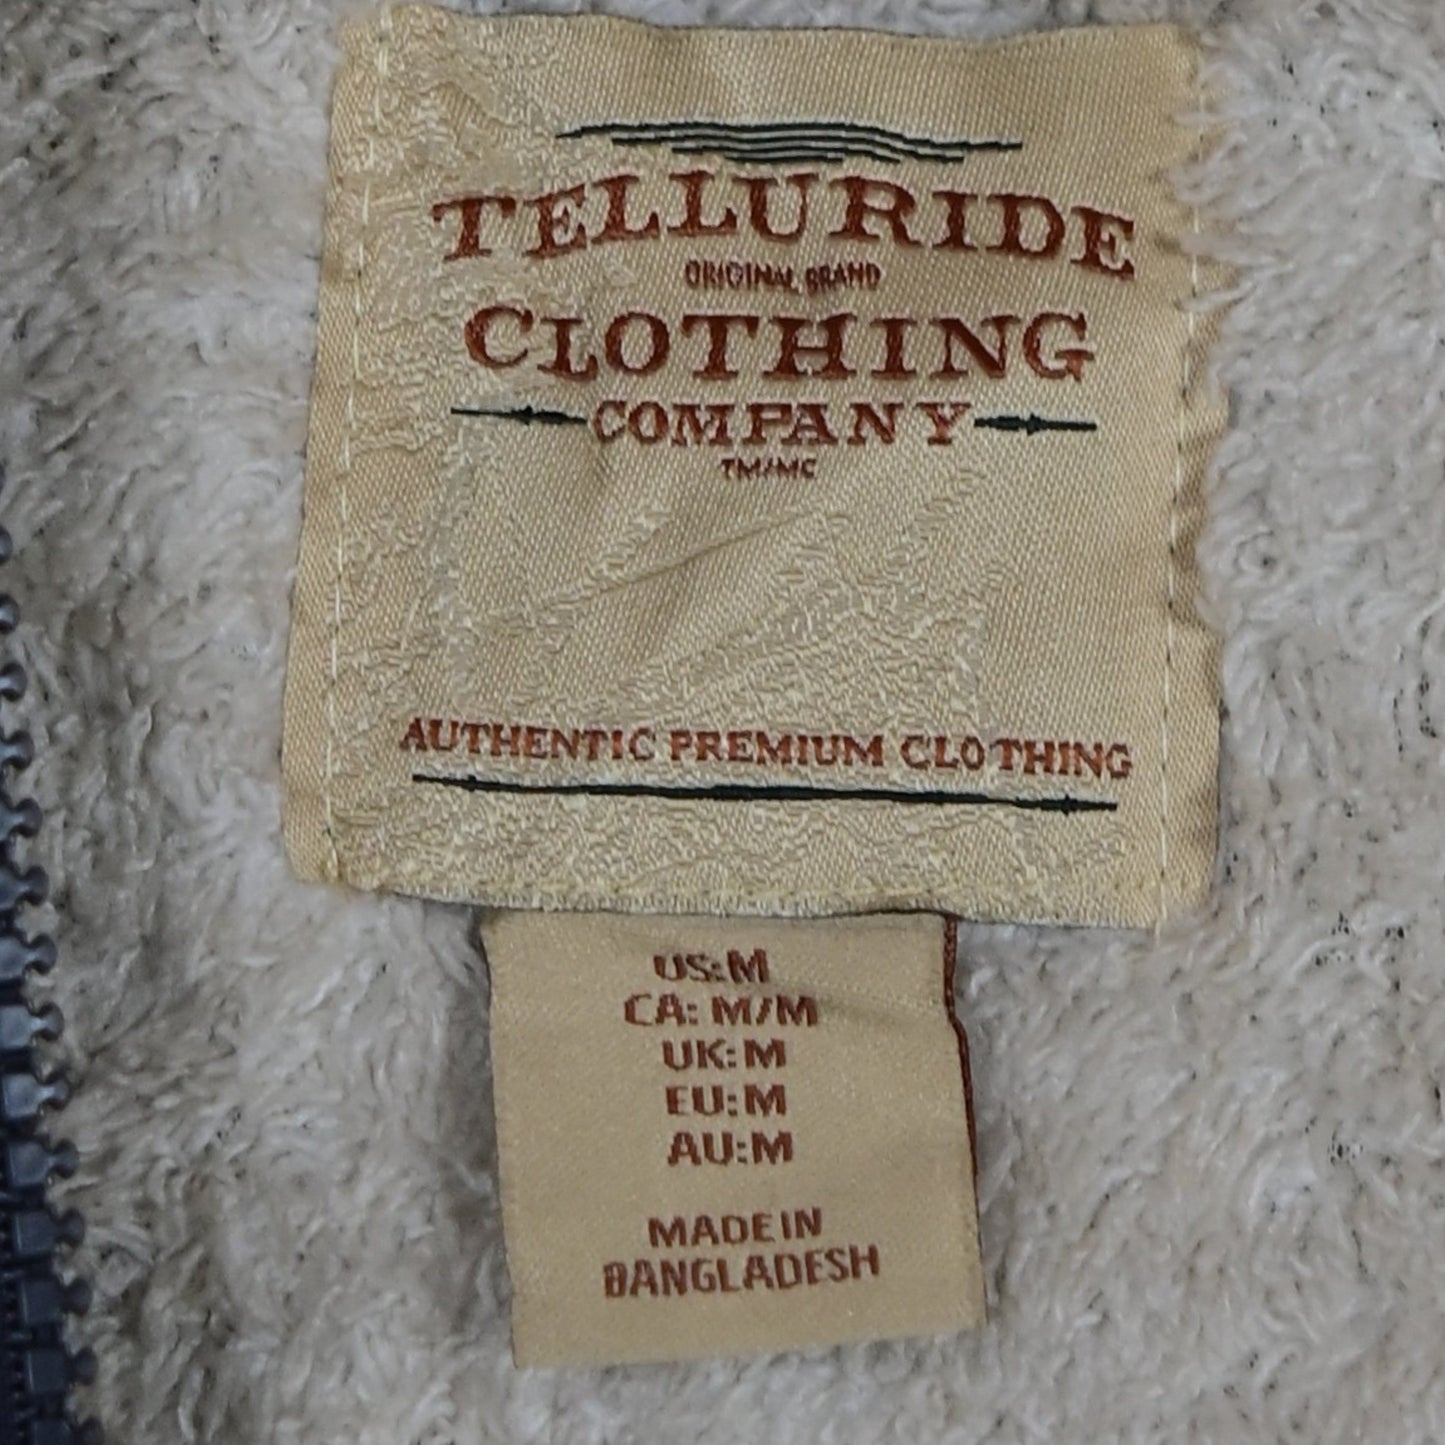 TELLURIDE
ORIGINAL BRAND
CLOTHING
COMPANY
TM/MC
AUTHENTIC PREMIUM CLOTHING
US:M
CA: M/M
UK:M
EU:M
AU:M
MADE IN
BANGLADESH